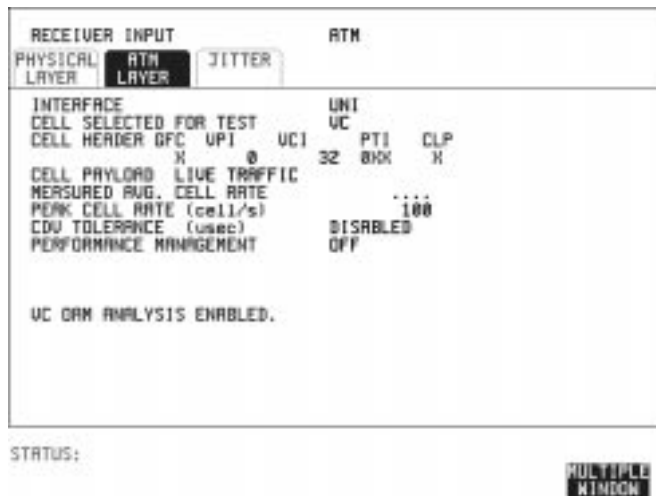 RECEIVER INPUT ATM
PHYSICAL LAYER ATM LAYER JITTER
INTERFACE UNI
CELL SELECTED FOR TEST VC
CELL HEADER GFC VPI VCI PTI CLP
X 0 32 0XX X
CELL PAYLOAD LIVE TRAFFIC
MEASURED AVG. CELL RATE ....
PEAK CELL RATE (cell/s) 100
CDV TOLERANCE (usec) DISABLED
PERFORMANCE MANAGEMENT OFF
VC OAM ANALYSIS ENABLED.
STATUS:
MULTIPLE WINDOW